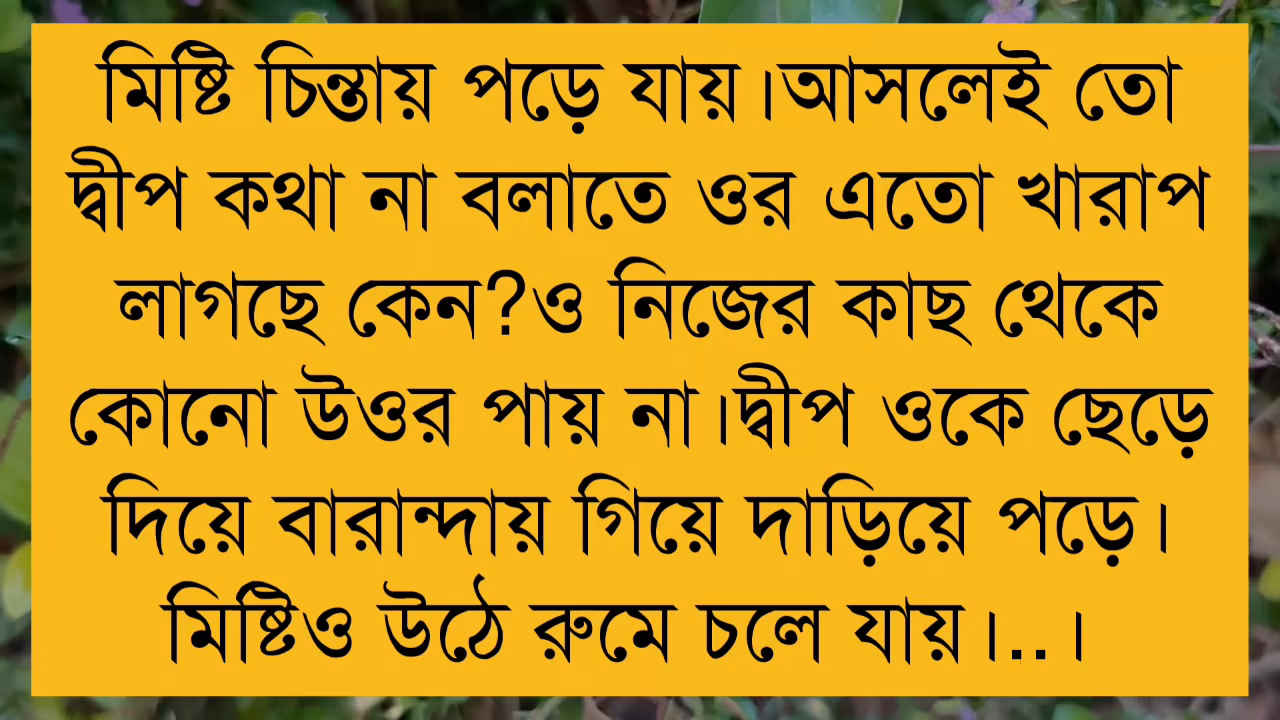 মিষ্টি চিন্তায় পড়ে যায়।আসলেই তো
দ্বীপ কথা না বলাতে ওর এতো খারাপ
লাগছে কেন?ও নিজের কাছ থেকে
কোনো উওর পায় না।দ্বীপ ওকে ছেড়ে
দিয়ে বারান্দায় গিয়ে দাড়িয়ে পড়ে।
মিষ্টিও উঠে রুমে চলে যায়।..।